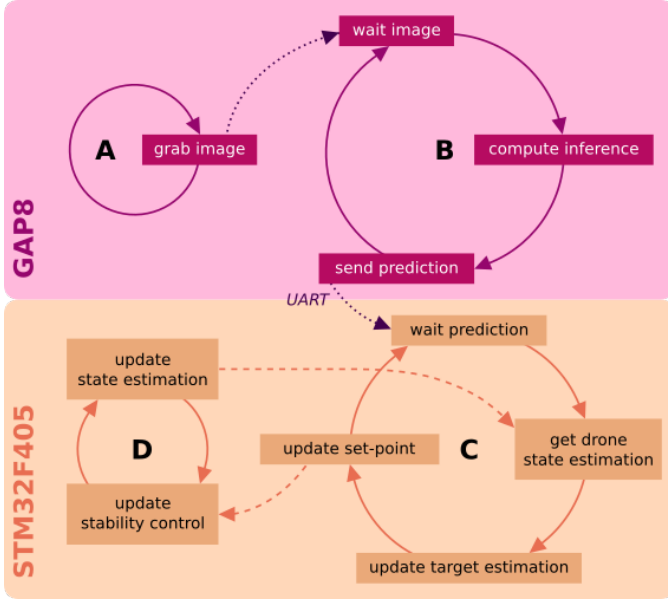 GAP8
A
grab image
wait image
B
compute inference
send prediction
UART
STM32F405
wait prediction
update
state estimation
D
update
stability control
update set-point
C
get drone
state estimation
update target estimation